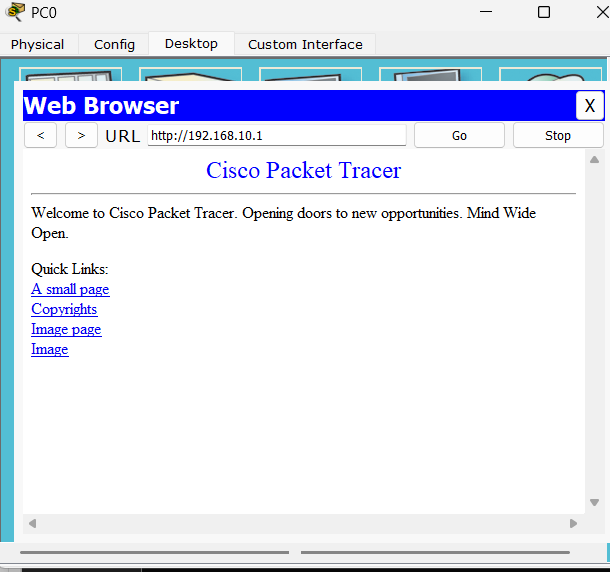 PC0
Physical Config Desktop Custom Interface
Web Browser X
< > URL http://192.168.10.1 Go Stop
Cisco Packet Tracer
Welcome to Cisco Packet Tracer. Opening doors to new opportunities. Mind Wide
Open.
Quick Links:
A small page
Copyrights
Image page
Image